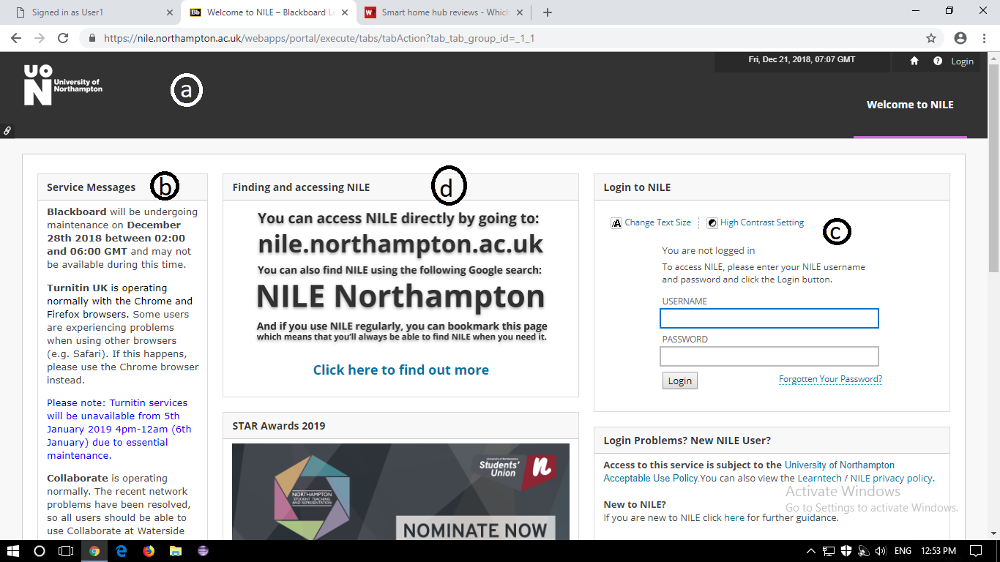 Signed in as User1
Welcome to NILE – Blackboard Le
Smart home hub reviews - Which
https://nile.northampton.ac.uk/webapps/portal/execute/tabs/tabAction?tab_tab_group_id=_1_1
Fri, Dec 21, 2018, 07:07 GMT
Login
UON
University of
Northampton
a
Welcome to NILE
Service Messages
b
Blackboard will be undergoing
maintenance on December
28th 2018 between 02:00
and 06:00 GMT and may not
be available during this time.
Turnitin UK is operating
normally with the Chrome and
Firefox browsers. Some users
are experiencing problems
when using other browsers
(e.g. Safari). If this happens,
please use the Chrome browser
instead.
Please note: Turnitin services
will be unavailable from 5th
January 2019 4pm-12am (6th
January) due to essential
maintenance.
Collaborate is operating
normally. The recent network
problems have been resolved,
so all users should be able to
use Collaborate at Waterside
Finding and accessing NILE
d
You can access NILE directly by going to:
nile.northampton.ac.uk
You can also find NILE using the following Google search:
NILE Northampton
And if you use NILE regularly, you can bookmark this page
which means that you'll always be able to find NILE when you need it.
Click here to find out more
STAR Awards 2019
University of Northampton
Students'
Union
n
NORTHAMPTON
STUDENT TEACHING
AND REPRESENTATION
NOMINATE NOW
Login to NILE
Change Text Size
High Contrast Setting
c
You are not logged in
To access NILE, please enter your NILE username
and password and click the Login button.
USERNAME
PASSWORD
Login
Forgotten Your Password?
Login Problems? New NILE User?
Access to this service is subject to the University of Northampton
Acceptable Use Policy.You can also view the Learntech / NILE privacy policy.
New to NILE?
If you are new to NILE click here for further guidance.
Activate Windows
Go to Settings to activate Windows.
ENG
12:53 PM